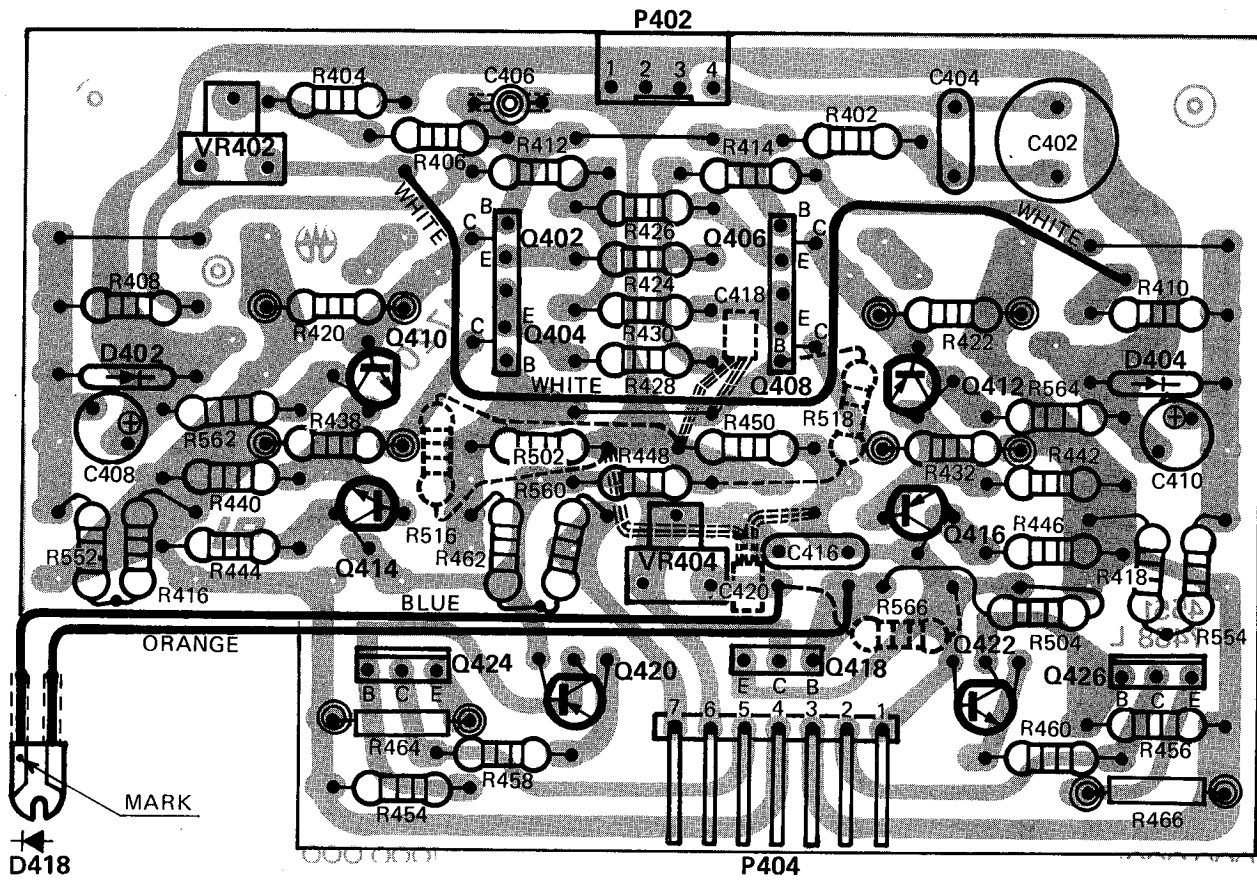 P402
1 2 3 4
R404
C406
C404
R402
C402
VR402
R406
R412
R414
WHITE
R426
WHITE
B
C
Q402
E
Q406
B
C
E
R424
C418
R408
R420
Q410
E
C
Q404
B
R430
E
C
B
R428
Q408
R422
R410
D402
WHITE
D404
Q412
R564
R562
R438
R518
C408
R502
R450
R432
R442
C410
R440
R448
R560
R516
R462
R552
R416
R444
Q414
VR404
C416
C420
Q416
R446
R418
R554
BLUE
ORANGE
R566
R504
4551
Q424
B C E
Q420
Q418
E C B
Q422
Q426
B C E
R464
7 6 5 4 3 2 1
R458
R460
R456
R454
R466
MARK
D418
P404